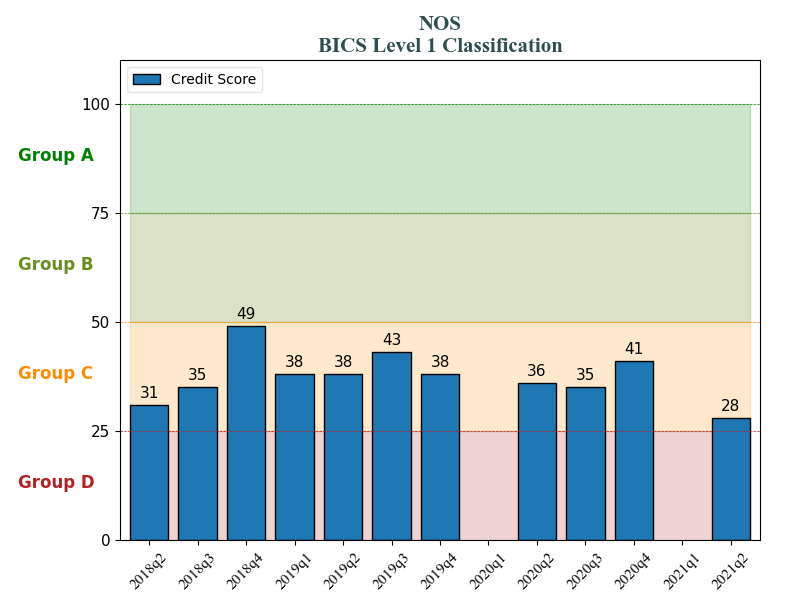 NOS
BICS Level 1 Classification
Credit Score
100
Group A
75
Group B
50
Group C
25
Group D
0
31
35
49
38
38
43
38
36
35
41
28
2018q2
2018q3
2018q4
2019q1
2019q2
2019q3
2019q4
2020q1
2020q2
2020q3
2020q4
2021q1
2021q2